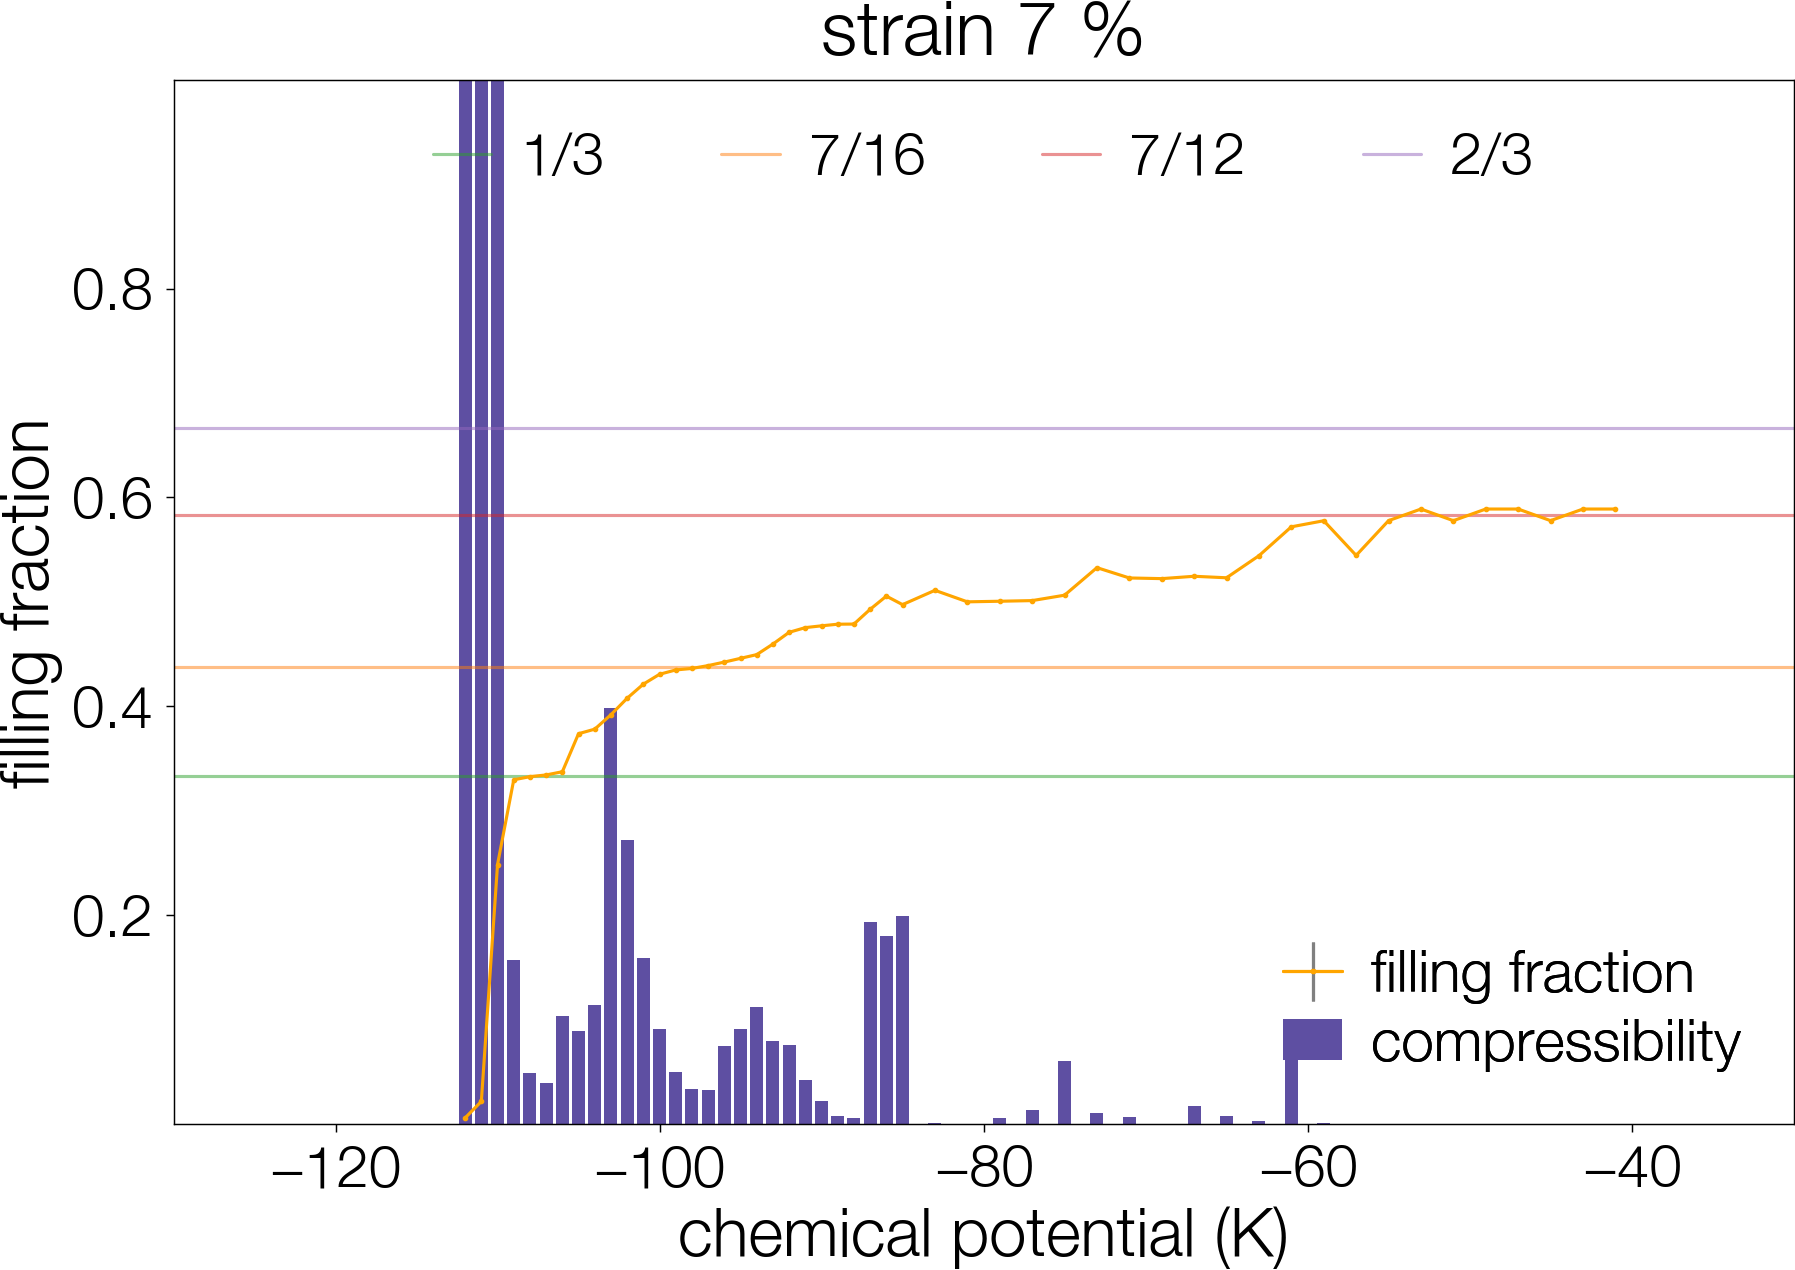 strain 7 %
1/3 7/16 7/12 2/3
0.8
0.6
0.4
0.2
filling fraction
filling fraction
compressibility
−120 −100 −80 −60 −40
chemical potential (K)